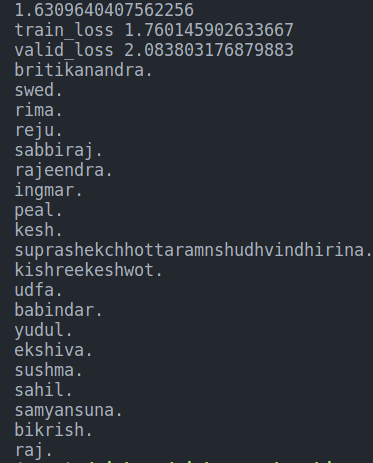 1.6309640407562256
train_loss 1.760145902633667
valid_loss 2.083803176879883
britikanandra.
swed.
rima.
reju.
sabbiraj.
rajeendra.
ingmar.
peal.
kesh.
suprashekchhottaramnshudhvindhirina.
kishreekeshwot.
udfa.
babindar.
yudul.
ekshiva.
sushma.
sahil.
samyansuna.
bikrish.
raj.